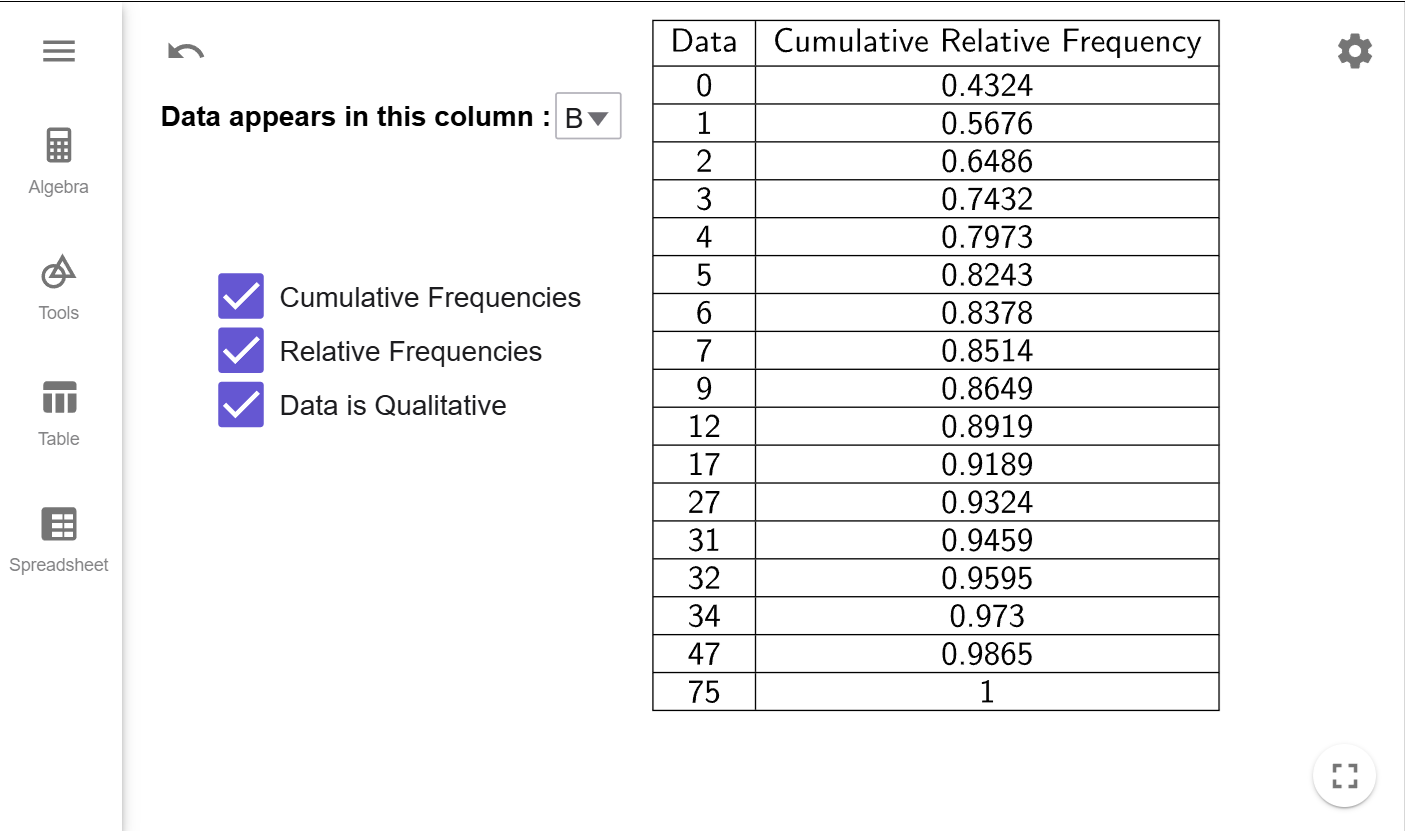 Algebra
Tools
Table
Spreadsheet
Data appears in this column : B
Cumulative Frequencies
Relative Frequencies
Data is Qualitative
Data Cumulative Relative Frequency
0 0.4324
1 0.5676
2 0.6486
3 0.7432
4 0.7973
5 0.8243
6 0.8378
7 0.8514
9 0.8649
12 0.8919
17 0.9189
27 0.9324
31 0.9459
32 0.9595
34 0.973
47 0.9865
75 1